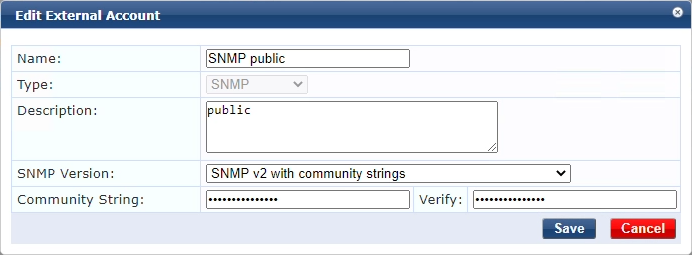 Edit External Account
Name: SNMP public
Type: SNMP
Description: public
SNMP Version: SNMP v2 with community strings
Community String: •••••••••••••• Verify: ••••••••••••••
Save Cancel